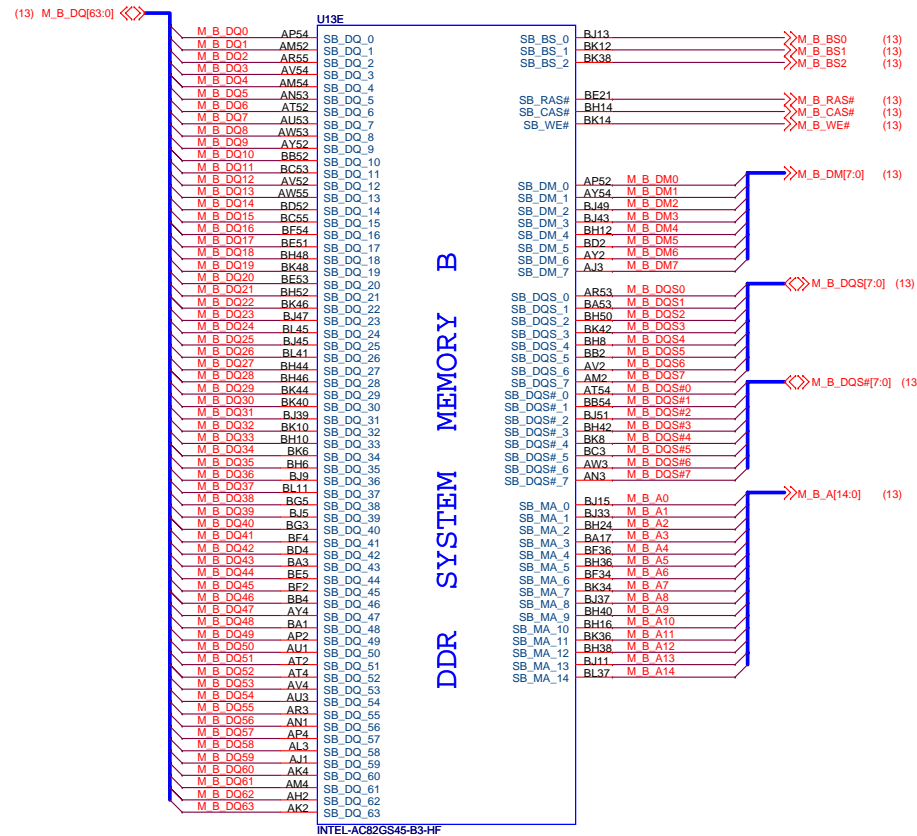 (13) M_B_DQ[63:0]
U13E
M_B_DQ0 AP54 SB_DQ_0
M_B_DQ1 AM52 SB_DQ_1
M_B_DQ2 AR55 SB_DQ_2
M_B_DQ3 AV54 SB_DQ_3
M_B_DQ4 AM54 SB_DQ_4
M_B_DQ5 AN53 SB_DQ_5
M_B_DQ6 AT52 SB_DQ_6
M_B_DQ7 AU53 SB_DQ_7
M_B_DQ8 AW53 SB_DQ_8
M_B_DQ9 AY52 SB_DQ_9
M_B_DQ10 BB52 SB_DQ_10
M_B_DQ11 BC53 SB_DQ_11
M_B_DQ12 AV52 SB_DQ_12
M_B_DQ13 AW55 SB_DQ_13
M_B_DQ14 BD52 SB_DQ_14
M_B_DQ15 BC55 SB_DQ_15
M_B_DQ16 BF54 SB_DQ_16
M_B_DQ17 BE51 SB_DQ_17
M_B_DQ18 BH48 SB_DQ_18
M_B_DQ19 BK48 SB_DQ_19
M_B_DQ20 BE53 SB_DQ_20
M_B_DQ21 BH52 SB_DQ_21
M_B_DQ22 BK46 SB_DQ_22
M_B_DQ23 BJ47 SB_DQ_23
M_B_DQ24 BL45 SB_DQ_24
M_B_DQ25 BJ45 SB_DQ_25
M_B_DQ26 BL41 SB_DQ_26
M_B_DQ27 BH44 SB_DQ_27
M_B_DQ28 BH46 SB_DQ_28
M_B_DQ29 BK44 SB_DQ_29
M_B_DQ30 BK40 SB_DQ_30
M_B_DQ31 BJ39 SB_DQ_31
M_B_DQ32 BK10 SB_DQ_32
M_B_DQ33 BH10 SB_DQ_33
M_B_DQ34 BK6 SB_DQ_34
M_B_DQ35 BH6 SB_DQ_35
M_B_DQ36 BJ9 SB_DQ_36
M_B_DQ37 BL11 SB_DQ_37
M_B_DQ38 BG5 SB_DQ_38
M_B_DQ39 BJ5 SB_DQ_39
M_B_DQ40 BG3 SB_DQ_40
M_B_DQ41 BF4 SB_DQ_41
M_B_DQ42 BD4 SB_DQ_42
M_B_DQ43 BA3 SB_DQ_43
M_B_DQ44 BE5 SB_DQ_44
M_B_DQ45 BF2 SB_DQ_45
M_B_DQ46 BB4 SB_DQ_46
M_B_DQ47 AY4 SB_DQ_47
M_B_DQ48 BA1 SB_DQ_48
M_B_DQ49 AP2 SB_DQ_49
M_B_DQ50 AU1 SB_DQ_50
M_B_DQ51 AT2 SB_DQ_51
M_B_DQ52 AT4 SB_DQ_52
M_B_DQ53 AV4 SB_DQ_53
M_B_DQ54 AU3 SB_DQ_54
M_B_DQ55 AR3 SB_DQ_55
M_B_DQ56 AN1 SB_DQ_56
M_B_DQ57 AP4 SB_DQ_57
M_B_DQ58 AL3 SB_DQ_58
M_B_DQ59 AJ1 SB_DQ_59
M_B_DQ60 AK4 SB_DQ_60
M_B_DQ61 AM4 SB_DQ_61
M_B_DQ62 AH2 SB_DQ_62
M_B_DQ63 AK2 SB_DQ_63
DDR SYSTEM MEMORY B
SB_BS_0 BJ13 M_B_BS0 (13)
SB_BS_1 BK12 M_B_BS1 (13)
SB_BS_2 BK38 M_B_BS2 (13)
SB_RAS# BE21 M_B_RAS# (13)
SB_CAS# BH14 M_B_CAS# (13)
SB_WE# BK14 M_B_WE# (13)
M_B_DM[7:0] (13)
SB_DM_0 AP52 M_B_DM0
SB_DM_1 AY54 M_B_DM1
SB_DM_2 BJ49 M_B_DM2
SB_DM_3 BJ43 M_B_DM3
SB_DM_4 BH12 M_B_DM4
SB_DM_5 BD2 M_B_DM5
SB_DM_6 AY2 M_B_DM6
SB_DM_7 AJ3 M_B_DM7
M_B_DQS[7:0] (13)
SB_DQS_0 AR53 M_B_DQS0
SB_DQS_1 BA53 M_B_DQS1
SB_DQS_2 BH50 M_B_DQS2
SB_DQS_3 BK42 M_B_DQS3
SB_DQS_4 BH8 M_B_DQS4
SB_DQS_5 BB2 M_B_DQS5
SB_DQS_6 AV2 M_B_DQS6
SB_DQS_7 AM2 M_B_DQS7
M_B_DQS#[7:0] (13
SB_DQS#_0 AT54 M_B_DQS#0
SB_DQS#_1 BB54 M_B_DQS#1
SB_DQS#_2 BJ51 M_B_DQS#2
SB_DQS#_3 BH42 M_B_DQS#3
SB_DQS#_4 BK8 M_B_DQS#4
SB_DQS#_5 BC3 M_B_DQS#5
SB_DQS#_6 AW3 M_B_DQS#6
SB_DQS#_7 AN3 M_B_DQS#7
M_B_A[14:0] (13)
SB_MA_0 BJ15 M_B_A0
SB_MA_1 BJ33 M_B_A1
SB_MA_2 BH24 M_B_A2
SB_MA_3 BA17 M_B_A3
SB_MA_4 BF36 M_B_A4
SB_MA_5 BH36 M_B_A5
SB_MA_6 BF34 M_B_A6
SB_MA_7 BK34 M_B_A7
SB_MA_8 BJ37 M_B_A8
SB_MA_9 BH40 M_B_A9
SB_MA_10 BH16 M_B_A10
SB_MA_11 BK36 M_B_A11
SB_MA_12 BH38 M_B_A12
SB_MA_13 BJ11 M_B_A13
SB_MA_14 BL37 M_B_A14
INTEL-AC82GS45-B3-HF